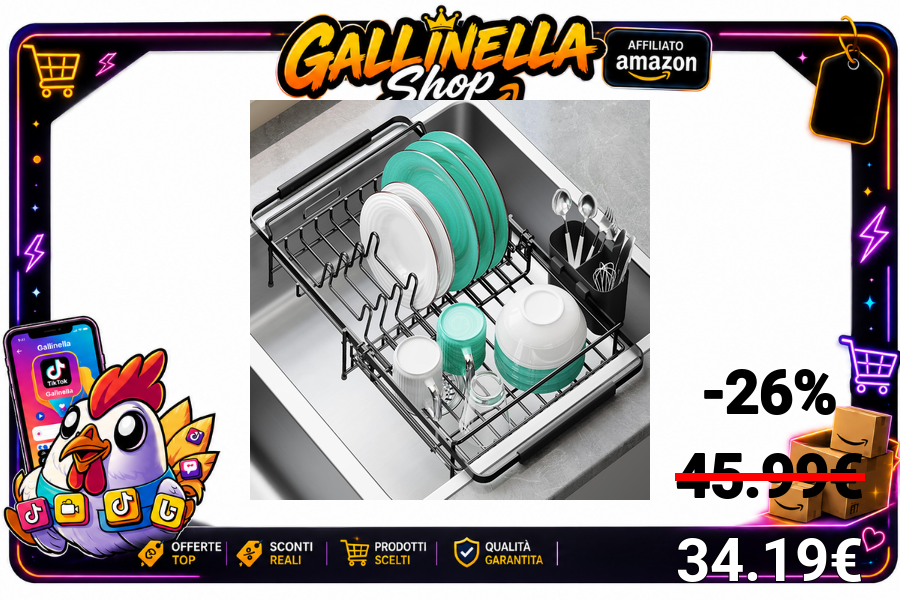 GALLINELLA
Shop
AFFILIATO
amazon
Gallinella
TikTok
Gallinella
-26%
45.99€
34.19€
OFFERTE
TOP
SCONTI
REALI
PRODOTTI
SCELTI
QUALITÀ
GARANTITA